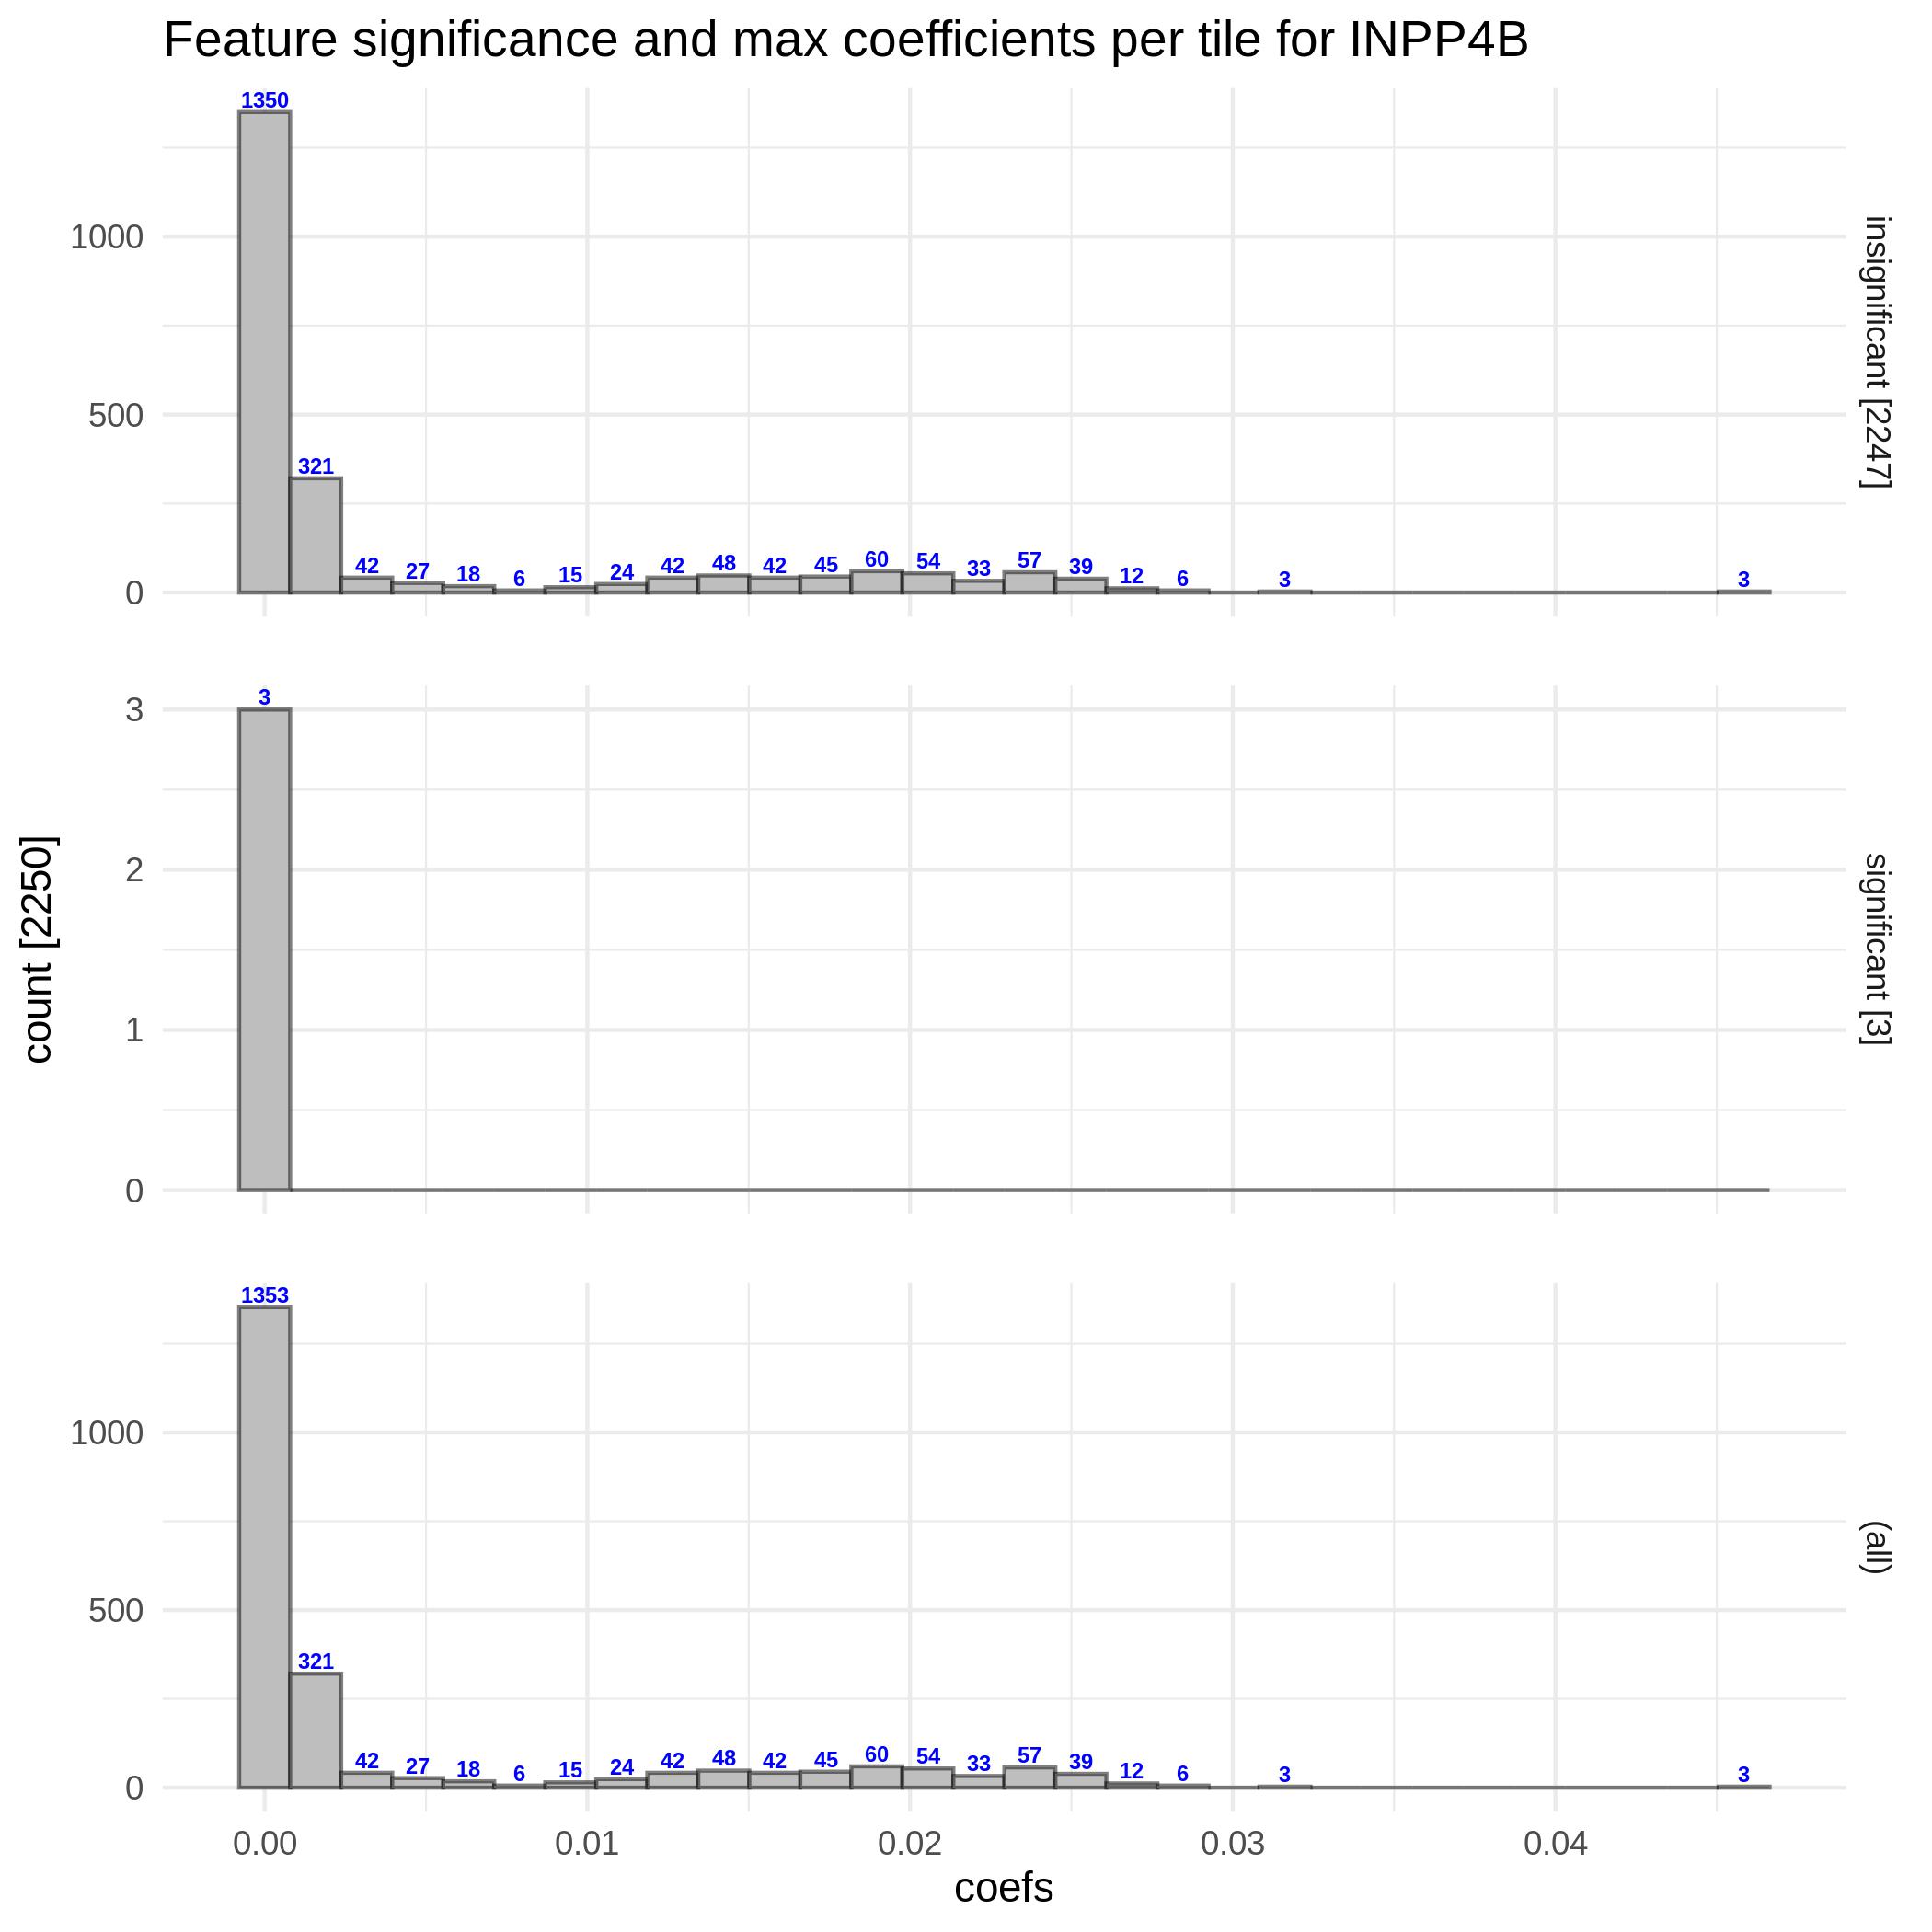 Feature significance and max coefficients per tile for INPP4B
1350
321
42 27 18 6 15 24 42 48 42 45 60 54 33 57 39 12 6 3 3
1000
500
0
insignificant [2247]
3
3
2
1
0
significant [3]
count [2250]
1353
321
42 27 18 6 15 24 42 48 42 45 60 54 33 57 39 12 6 3 3
1000
500
0
(all)
0.00 0.01 0.02 0.03 0.04
coefs